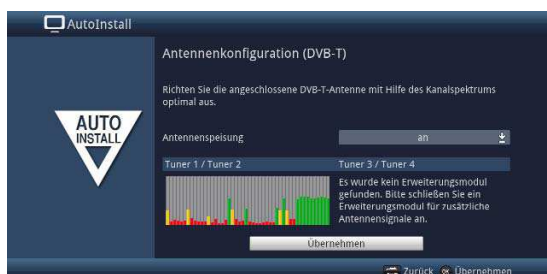 AutoInstall
Antennenkonfiguration (DVB-T)
Richten Sie die angeschlossene DVB-T-Antenne mit Hilfe des Kanalspektrums
optimal aus.
AUTO
INSTALL
Antennenspeisung an
Tuner 1 / Tuner 2 Tuner 3 / Tuner 4
Es wurde kein Erweiterungsmodul
gefunden. Bitte schließen Sie ein
Erweiterungsmodul für zusätzliche
Antennensignale an.
Übernehmen
Zurück OK Übernehmen